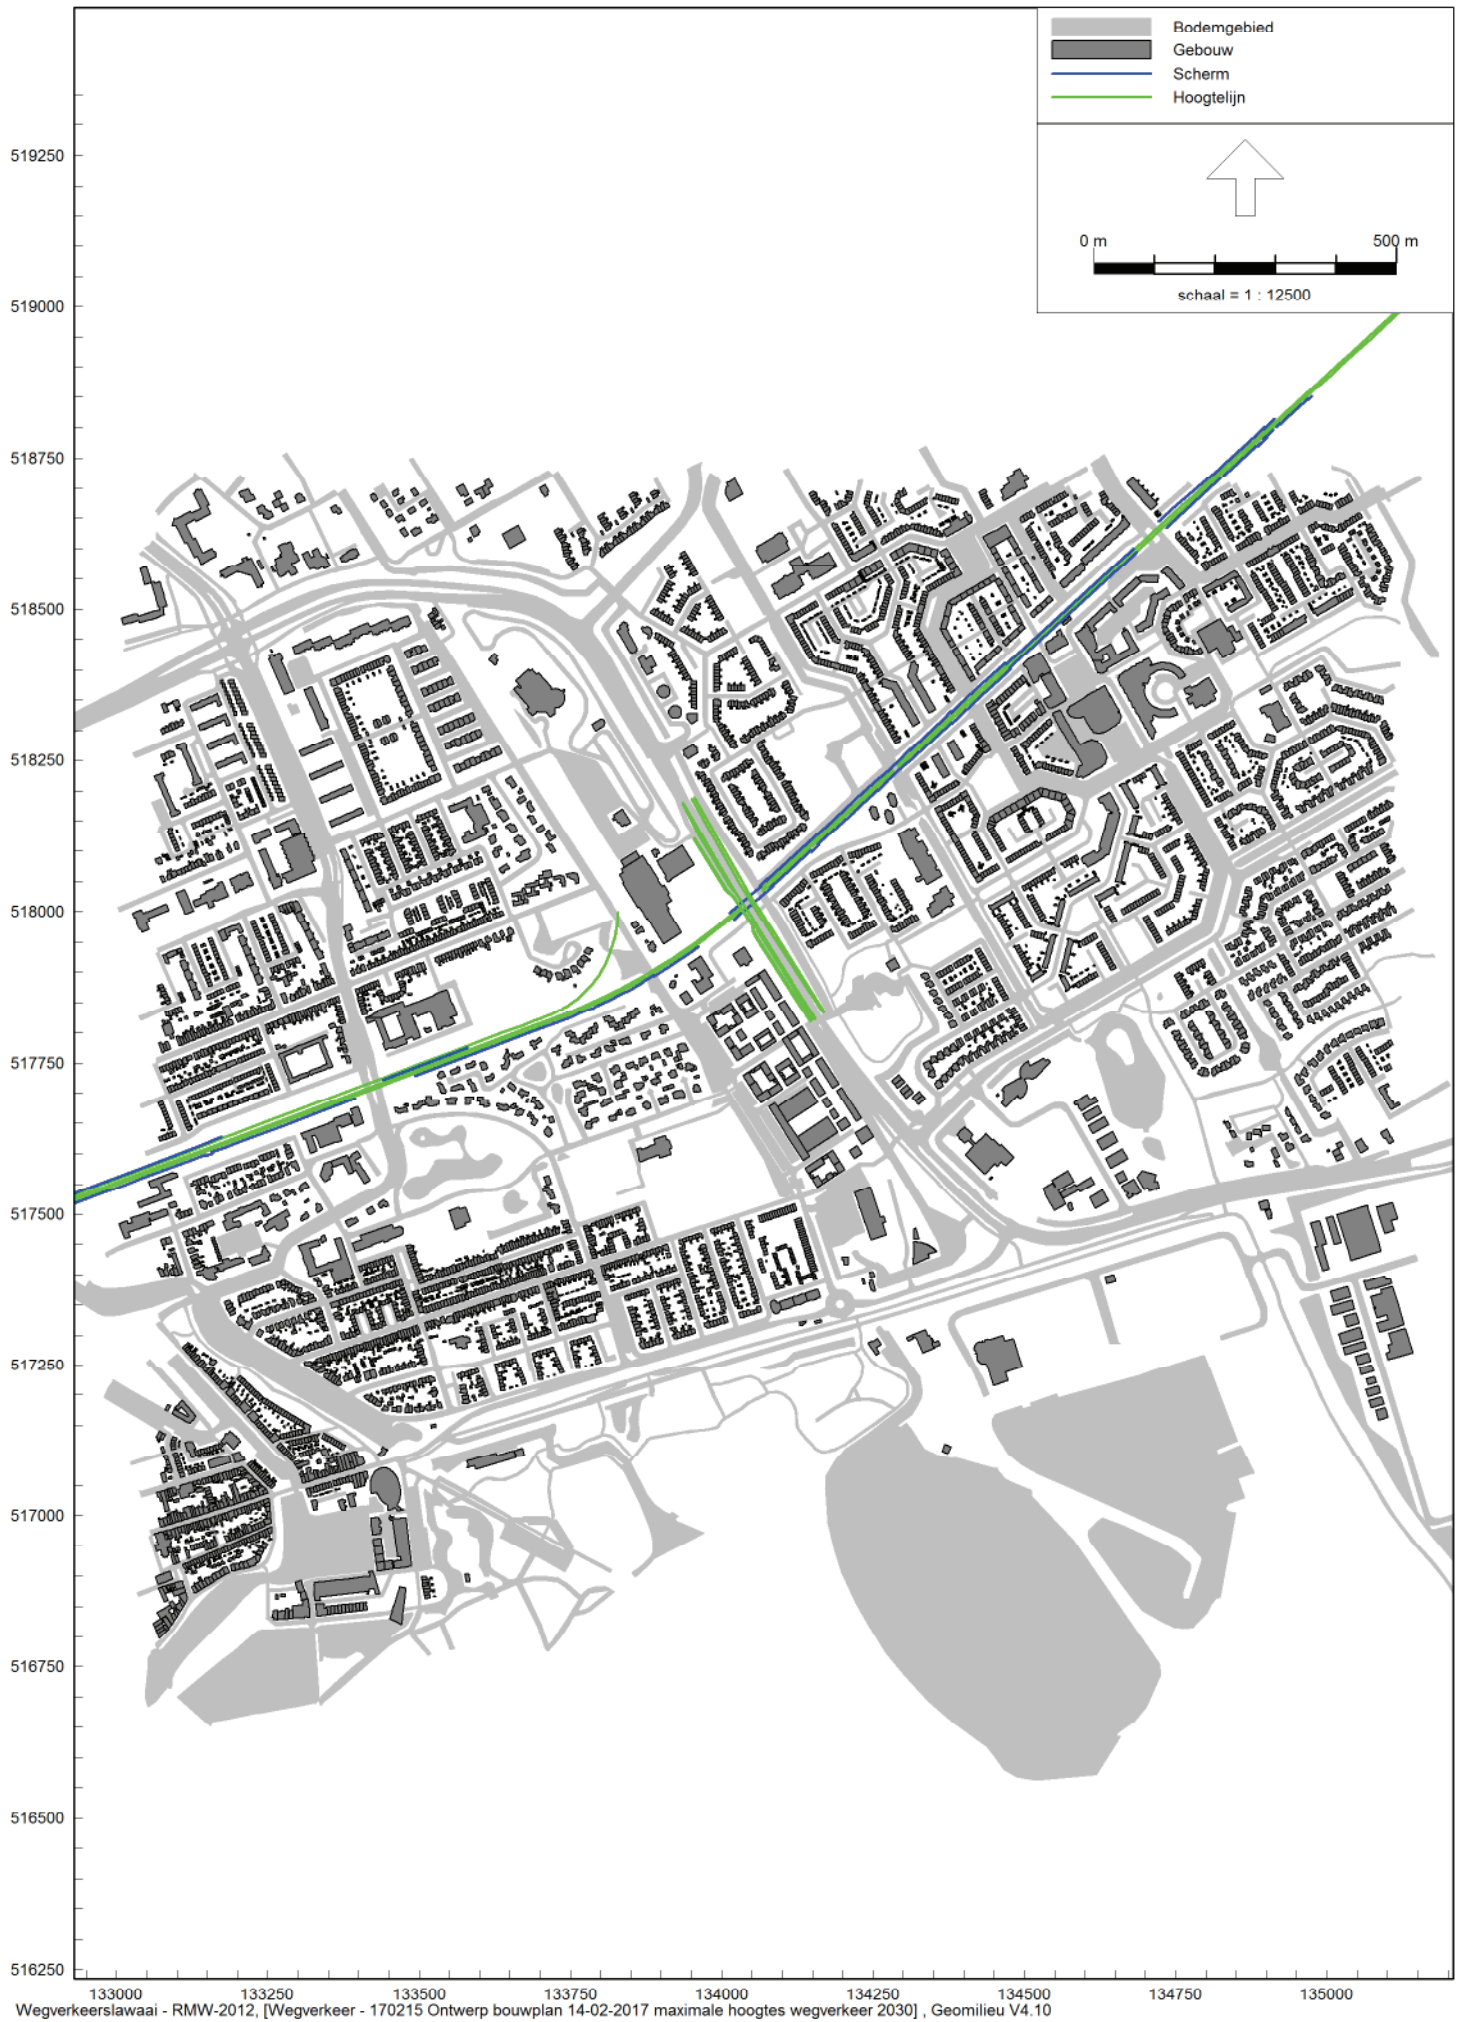 Bodemgebied
Gebouw
Scherm
Hoogtelijn
0 m 500 m
schaal = 1 : 12500
519250
519000
518750
518500
518250
518000
517750
517500
517250
517000
516750
516500
516250
133000 133250 133500 133750 134000 134250 134500 134750 135000
Wegverkeerslawaai - RMW-2012, [Wegverkeer - 170215 Ontwerp bouwplan 14-02-2017 maximale hoogtes wegverkeer 2030] , Geomilieu V4.10